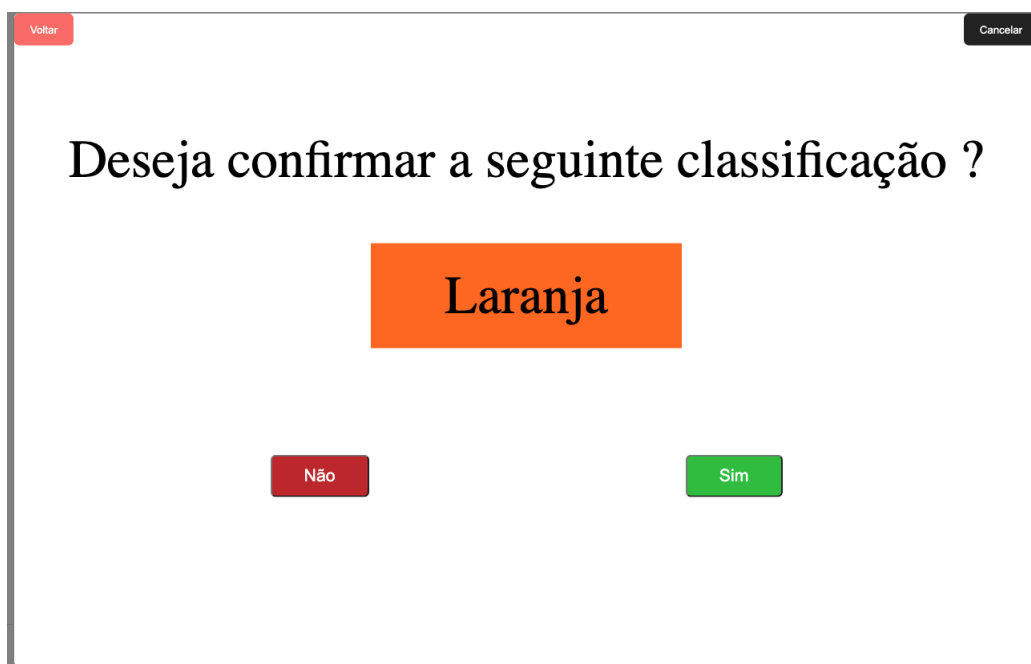 Voltar
Cancelar
Deseja confirmar a seguinte classificação ?
Laranja
Não
Sim